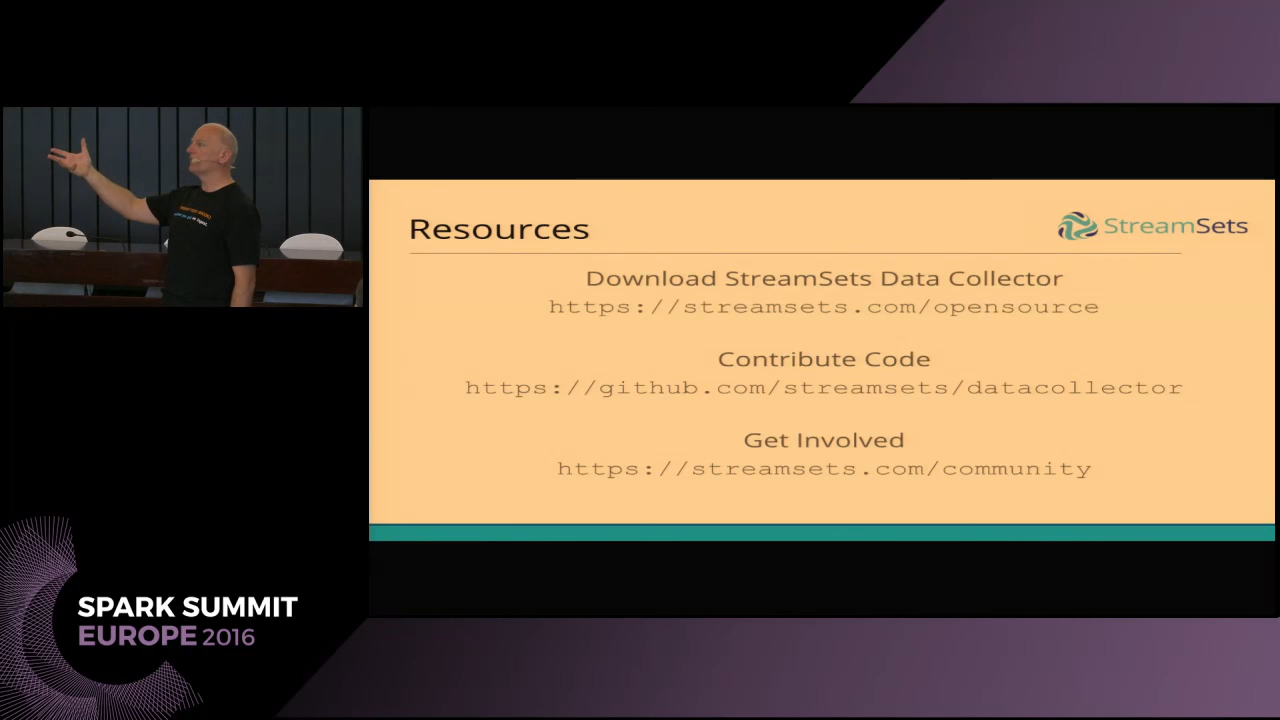 Resources
StreamSets
Download StreamSets Data Collector
https://streamsets.com/opensource
Contribute Code
https://github.com/streamsets/datacollector
Get Involved
https://streamsets.com/community
SPARK SUMMIT
EUROPE 2016